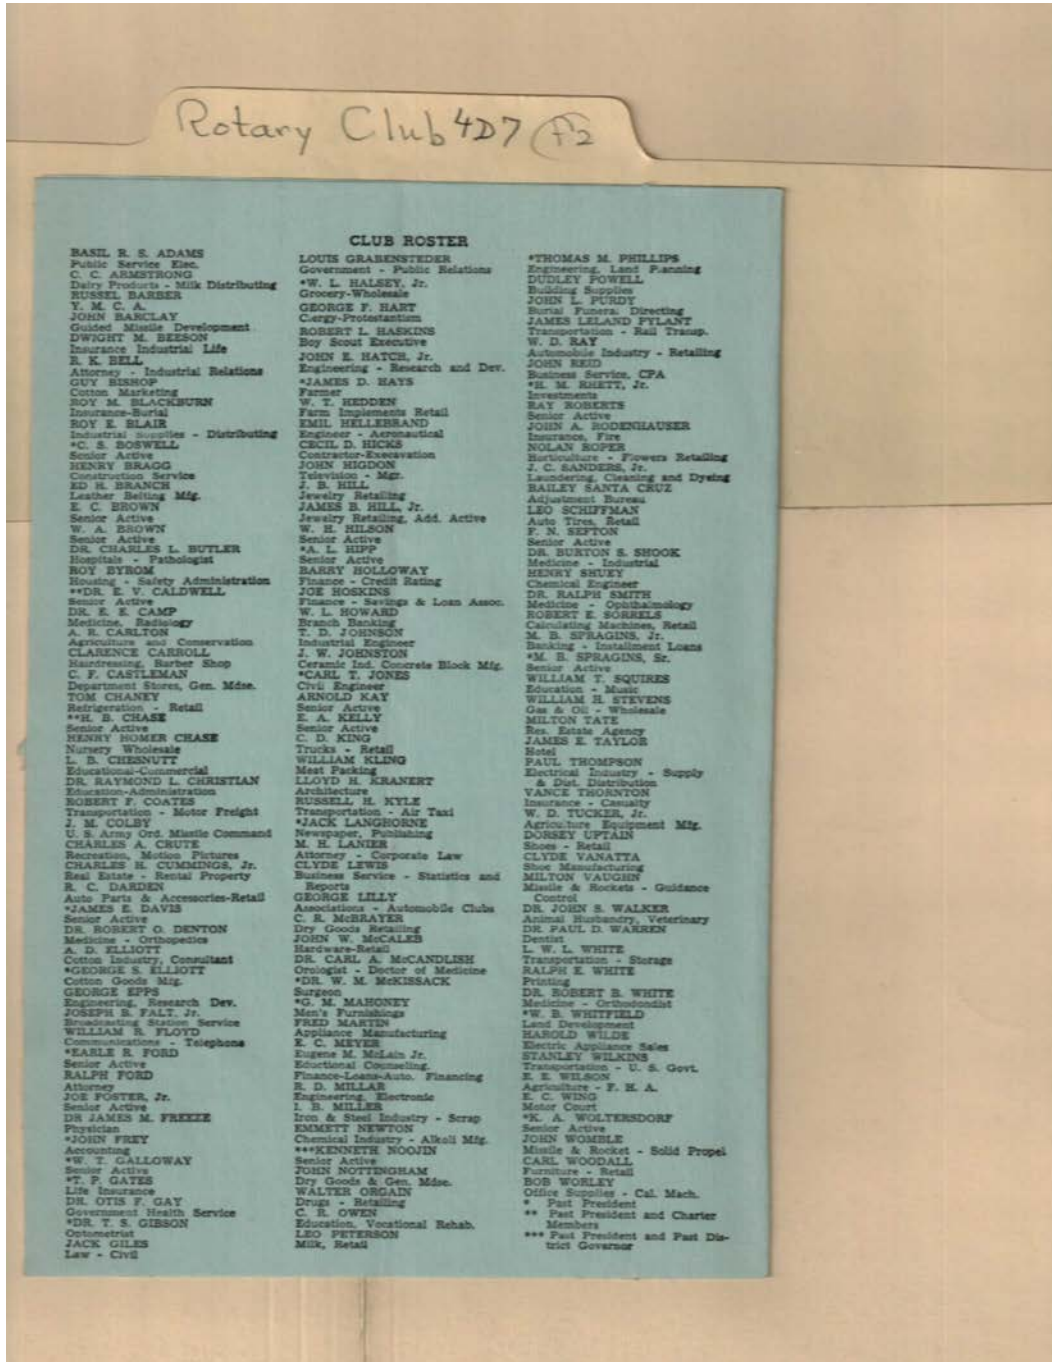 Rotary Club 4D7 F2
CLUB ROSTER
BASIL R. S. ADAMS
Public Service Elec.
C. C. ARMSTRONG
Dairy Products - Milk Distributing
RUSSEL BARBER
Y. M. C. A.
JOHN BARCLAY
Guided Missile Development
DWIGHT M. BEESON
Insurance Industrial Life
R. K. BELL
Attorney - Industrial Relations
GUY BISHOP
Cotton Marketing
ROY M. BLACKBURN
Insurance-Burial
ROY E. BLAIR
Industrial Supplies - Distributing
*C. S. BOSWELL
Senior Active
HENRY BRAGG
Construction Service
ED H. BRANCH
Leather Belting Mfg.
E. C. BROWN
Senior Active
W. A. BROWN
Senior Active
DR. CHARLES L. BUTLER
Hospitals - Pathologist
ROY BYROM
Housing - Safety Administration
**DR. E. V. CALDWELL
Senior Active
DR. E. E. CAMP
Medicine, Radiology
A. R. CARLTON
Agriculture and Conservation
CLARENCE CARROLL
Hairdressing, Barber Shop
C. F. CASTLEMAN
Department Stores, Gen. Mdse.
TOM CHANEY
Refrigeration - Retail
**H. B. CHASE
Senior Active
HENRY HOMER CHASE
Nursery Wholesale
L. B. CHESNUTT
Educational-Commercial
DR. RAYMOND L. CHRISTIAN
Education-Administration
ROBERT F. COATES
Transportation - Motor Freight
J. M. COLBY
U. S. Army Ord. Missile Command
CHARLES A. CRUTE
Recreation, Motion Pictures
CHARLES H. CUMMINGS, Jr.
Real Estate - Rental Property
R. C. DARDEN
Auto Parts & Accessories-Retail
*JAMES E. DAVIS
Senior Active
DR. ROBERT O. DENTON
Medicine - Orthopedics
A. D. ELLIOTT
Cotton Industry, Consultant
*GEORGE S. ELLIOTT
Cotton Goods Mfg.
GEORGE EPPS
Engineering, Research Dev.
JOSEPH B. FALT, Jr.
Broadcasting Station Service
WILLIAM R. FLOYD
Communications - Telephone
*EARLE R. FORD
Senior Active
RALPH FORD
Attorney
JOE FOSTER, Jr.
Senior Active
DR JAMES M. FREEZE
Physician
*JOHN FREY
Accounting
*W. T. GALLOWAY
Senior Active
*T. P. GATES
Life Insurance
DR. OTIS F. GAY
Government Health Service
*DR. T. S. GIBSON
Optometrist
JACK GILES
Law - Civil
LOUIS GRABENSTEDER
Government - Public Relations
*W. L. HALSEY, Jr.
Grocery-Wholesale
GEORGE F. HART
Clergy-Protestantism
ROBERT L. HASKINS
Boy Scout Executive
JOHN E. HATCH, Jr.
Engineering - Research and Dev.
*JAMES D. HAYS
Farmer
W. T. HEDDEN
Farm Implements Retail
EMIL HELLEBRAND
Engineer - Aeronautical
CECIL D. HICKS
Contractor-Execavation
JOHN HIGDON
Television - Mgr.
J. B. HILL
Jewelry Retailing
JAMES B. HILL, Jr.
Jewelry Retailing, Add. Active
W. H. HILSON
Senior Active
*A. L. HIPP
Senior Active
BARRY HOLLOWAY
Finance - Credit Rating
JOE HOSKINS
Finance - Savings & Loan Assoc.
W. L. HOWARD
Branch Banking
T. D. JOHNSON
Industrial Engineer
J. W. JOHNSTON
Ceramic Ind. Concrete Block Mfg.
*CARL T. JONES
Civil Engineer
ARNOLD KAY
Senior Active
E. A. KELLY
Senior Active
C. D. KING
Trucks - Retail
WILLIAM KLING
Meat Packing
LLOYD H. KRANERT
Architecture
RUSSELL H. KYLE
Transportation - Air Taxi
*JACK LANGHORNE
Newspaper, Publishing
M. H. LANIER
Attorney - Corporate Law
CLYDE LEWIS
Business Service - Statistics and
Reports
GEORGE LILLY
Associations - Automobile Clubs
C. R. McBRAYER
Dry Goods Retailing
JOHN W. McCALEB
Hardware-Retail
DR. CARL A. McCANDLISH
Orologist - Doctor of Medicine
*DR. W. M. McKISSACK
Surgeon
*G. M. MAHONEY
Men's Furnishings
FRED MARTIN
Appliance Manufacturing
E. C. MEYER
Eugene M. McLain Jr.
Eductional Counseling.
Finance-Loans-Auto. Financing
R. D. MILLAR
Engineering, Electronic
I. B. MILLER
Iron & Steel Industry - Scrap
EMMETT NEWTON
Chemical Industry - Alkoli Mfg.
***KENNETH NOOJIN
Senior Active
JOHN NOTTINGHAM
Dry Goods & Gen. Mdse.
WALTER ORGAIN
Drugs - Retailing
C. R. OWEN
Education, Vocational Rehab.
LEO PETERSON
Milk, Retail
*THOMAS M. PHILLIPS
Engineering, Land Planning
DUDLEY POWELL
Building Supplies
JOHN L. PURDY
Burial Funeral Directing
JAMES LELAND PYLANT
Transportation - Rail Transp.
W. D. RAY
Automobile Industry - Retailing
JOHN REID
Business Service, CPA
*H. M. RHETT, Jr.
Investments
RAY ROBERTS
Senior Active
JOHN A. RODENHAUSER
Insurance, Fire
NOLAN ROPER
Horticulture - Flowers Retailing
J. C. SANDERS, Jr.
Laundering, Cleaning and Dyeing
BAILEY SANTA CRUZ
Adjustment Bureau
LEO SCHIFFMAN
Auto Tires, Retail
F. N. SEFTON
Senior Active
DR. BURTON S. SHOOK
Medicine - Industrial
HENRY SHUEY
Chemical Engineer
DR. RALPH SMITH
Medicine - Ophthalmology
ROBERT E. SORRELS
Calculating Machines, Retail
M. B. SPRAGINS, Jr.
Banking - Installment Loans
*M. B. SPRAGINS, Sr.
Senior Active
WILLIAM T. SQUIRES
Education - Music
WILLIAM H. STEVENS
Gas & Oil - Wholesale
MILTON TATE
Res. Estate Agency
JAMES E. TAYLOR
Hotel
PAUL THOMPSON
Electrical Industry - Supply
& Dist. Distribution
VANCE THORNTON
Insurance - Casualty
W. D. TUCKER, Jr.
Agriculture Equipment Mfg.
DORSEY UPTAIN
Shoes - Retail
CLYDE VANATTA
Shoe Manufacturing
MILTON VAUGHN
Missile & Rockets - Guidance
Control
DR. JOHN S. WALKER
Animal Husbandry, Veterinary
DR. PAUL D. WARREN
Dentist
L. W. L. WHITE
Transportation - Storage
RALPH E. WHITE
Printing
DR. ROBERT B. WHITE
Medicine - Orthodondist
*W. B. WHITFIELD
Land Development
HAROLD WILDE
Electric Appliance Sales
STANLEY WILKINS
Transportation - U. S. Govt.
E. E. WILSON
Agriculture - F. H. A.
E. C. WING
Motor Court
*K. A. WOLTERSDORF
Senior Active
JOHN WOMBLE
Missile & Rocket - Solid Propel
CARL WOODALL
Furniture - Retail
BOB WORLEY
Office Supplies - Cal. Mach.
* Past President
** Past President and Charter
Members
*** Past President and Past Dis-
trict Governor